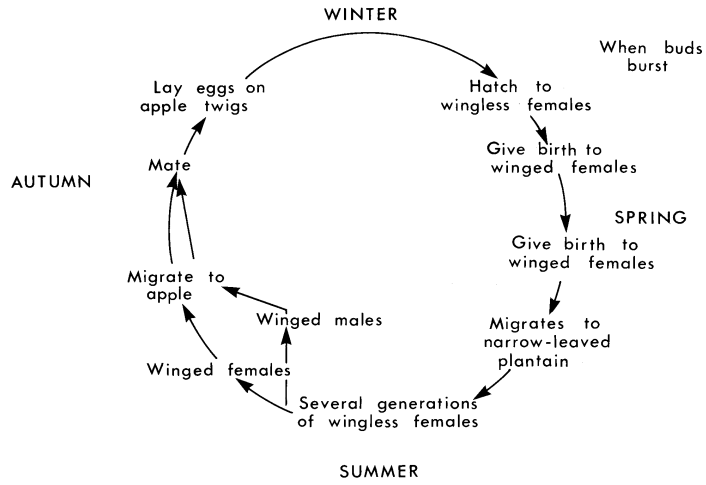 WINTER
When buds
burst
Lay eggs on
apple twigs
Hatch to
wingless females
Give birth to
winged females
Mate
AUTUMN
SPRING
Give birth to
winged females
Migrate to
apple
Winged males
Migrates to
narrow-leaved
plantain
Winged females
Several generations
of wingless females
SUMMER